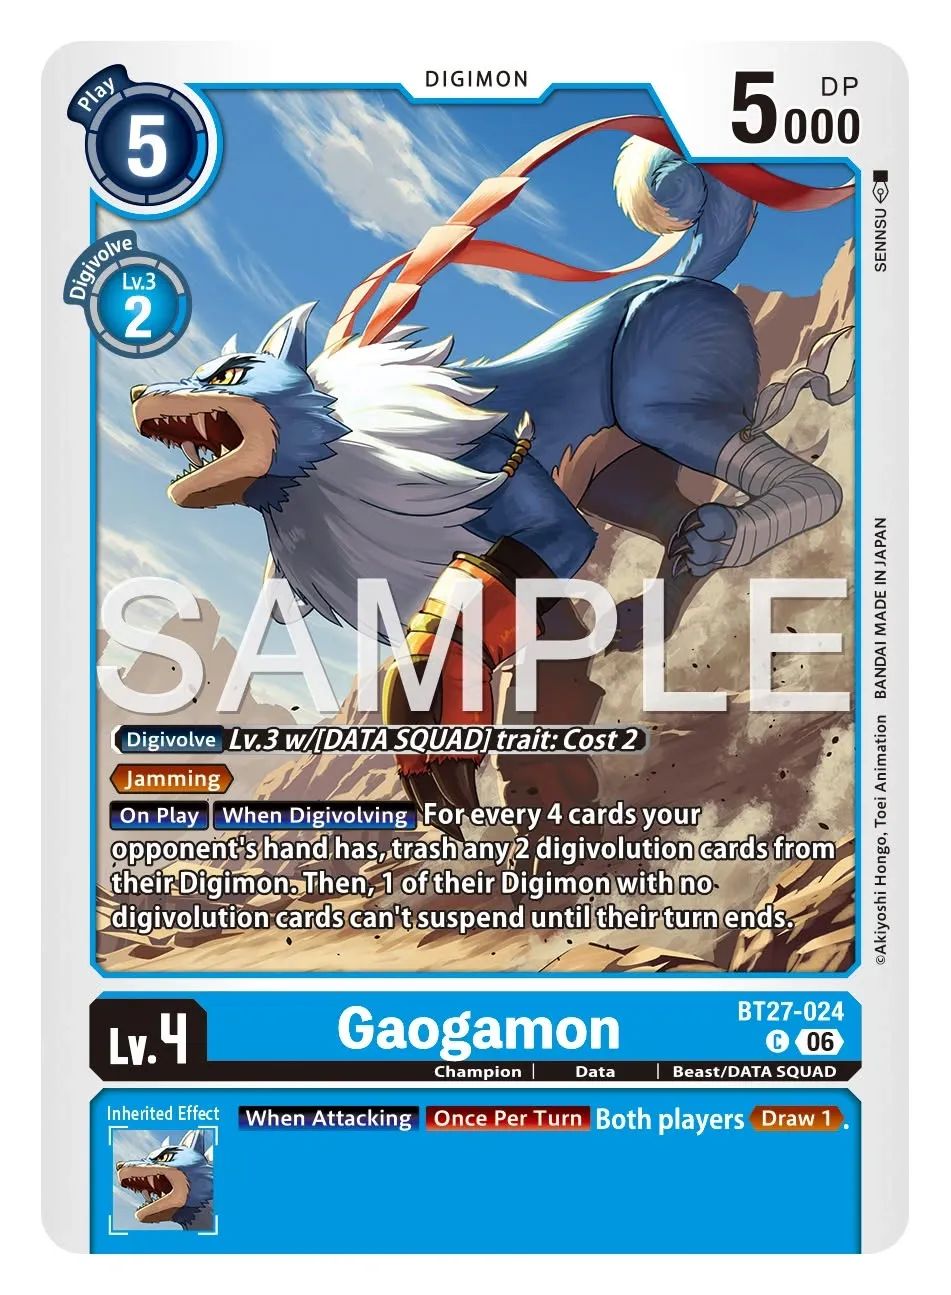 DIGIMON
Play
5
DP
5000
Digivolve
Lv.3
2
SENNSU
SAMPLE
Digivolve Lv.3 w/[DATA SQUAD] trait: Cost 2
Jamming
On Play When Digivolving For every 4 cards your
opponent's hand has, trash any 2 digivolution cards from
their Digimon. Then, 1 of their Digimon with no
digivolution cards can't suspend until their turn ends.
©Akiyoshi Hongo, Toei Animation BANDAI MADE IN JAPAN
Lv.4
Gaogamon
BT27-024
C 06
Champion | Data | Beast/DATA SQUAD
Inherited Effect
When Attacking Once Per Turn Both players Draw 1.